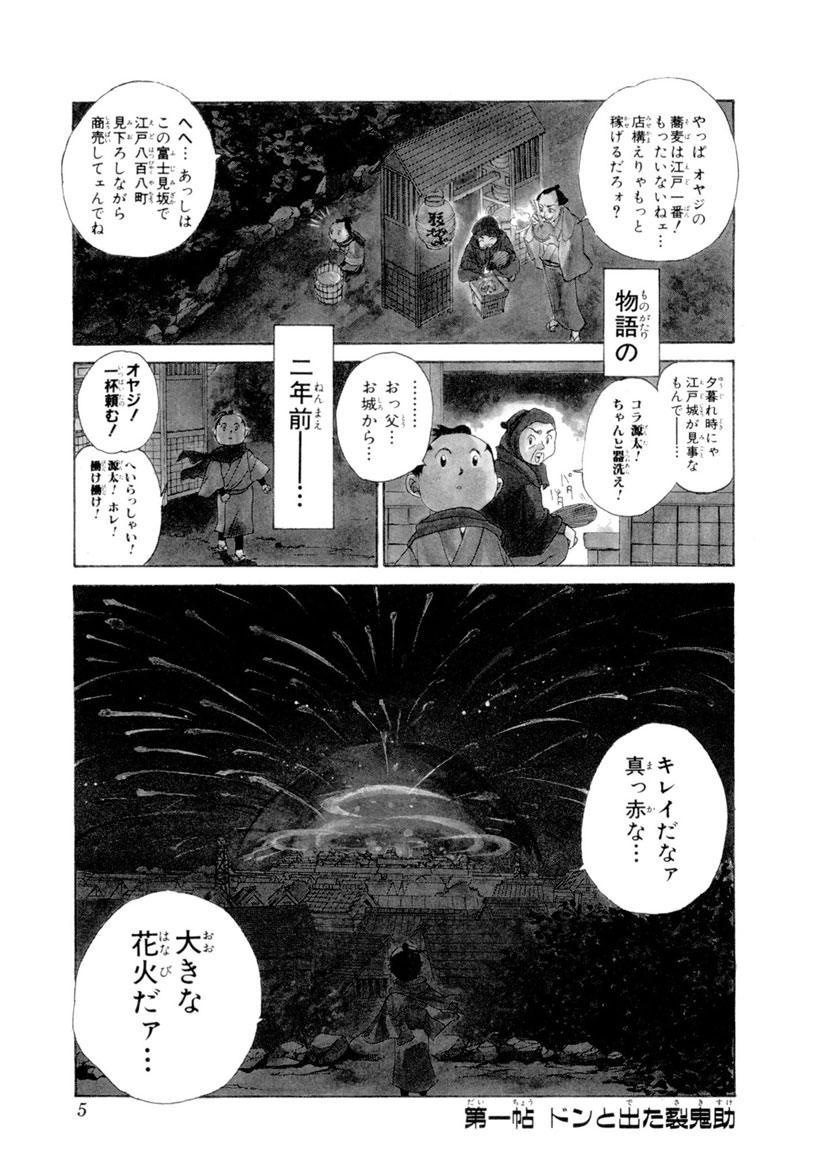 やっぱ オヤジの
蕎麦は江戸一番!
もったいないねェ…
店構えりゃもっと
稼げるだろォ?
へへ… あっしは
この富士見坂で
江戸八百八町
見下ろしながら
商売してェんでね
物語の
夕暮れ時にゃ
江戸城が見事な
もんで───…
コラ源太!
ちゃんと器洗え!
パタ
パタ
………
おっ父…
お城から…
………
二年前──…
オヤジ!
一杯頼む!
へいらっしゃい!
源太! ホレ!
働け働け!
キレイだなァ
真っ赤な…
大きな
花火だァ…
第一帖 ドンと出た裂鬼助
5